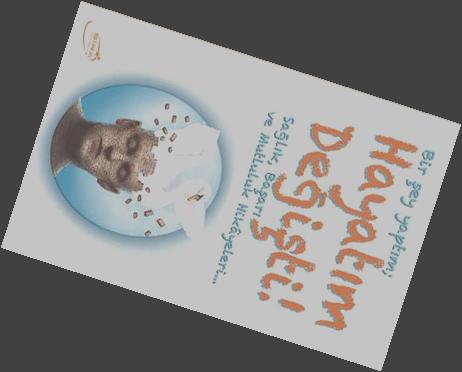 Bir şey yaptım;
Hayatım
Değişti!
Sağlık, Başarı
ve Mutluluk Hikâyeleri...